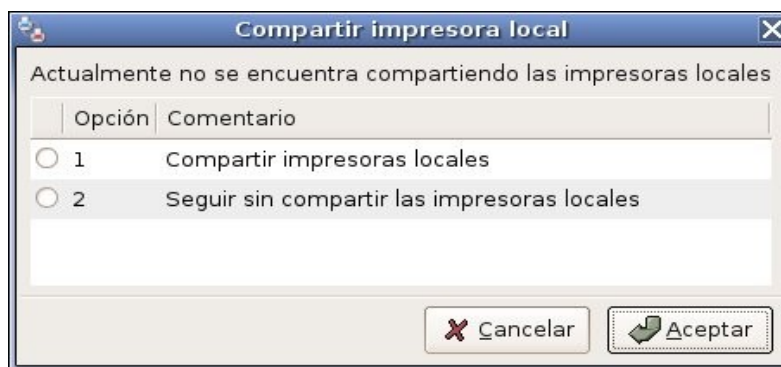 Compartir impresora local
Actualmente no se encuentra compartiendo las impresoras locales
Opción Comentario
1 Compartir impresoras locales
2 Seguir sin compartir las impresoras locales
Cancelar Aceptar